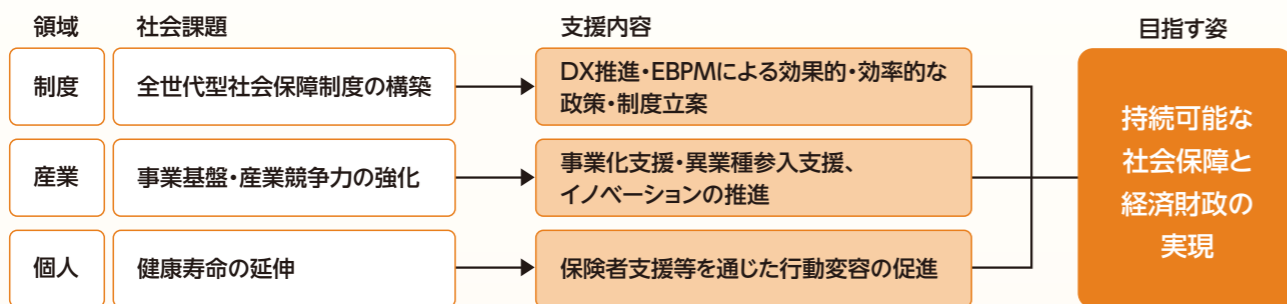 領域 社会課題 支援内容 目指す姿
制度 全世代型社会保障制度の構築
DX推進・EBPMによる効果的・効率的な
政策・制度立案
産業 事業基盤・産業競争力の強化
事業化支援・異業種参入支援、
イノベーションの推進
個人 健康寿命の延伸 保険者支援等を通じた行動変容の促進
持続可能な
社会保障と
経済財政の
実現